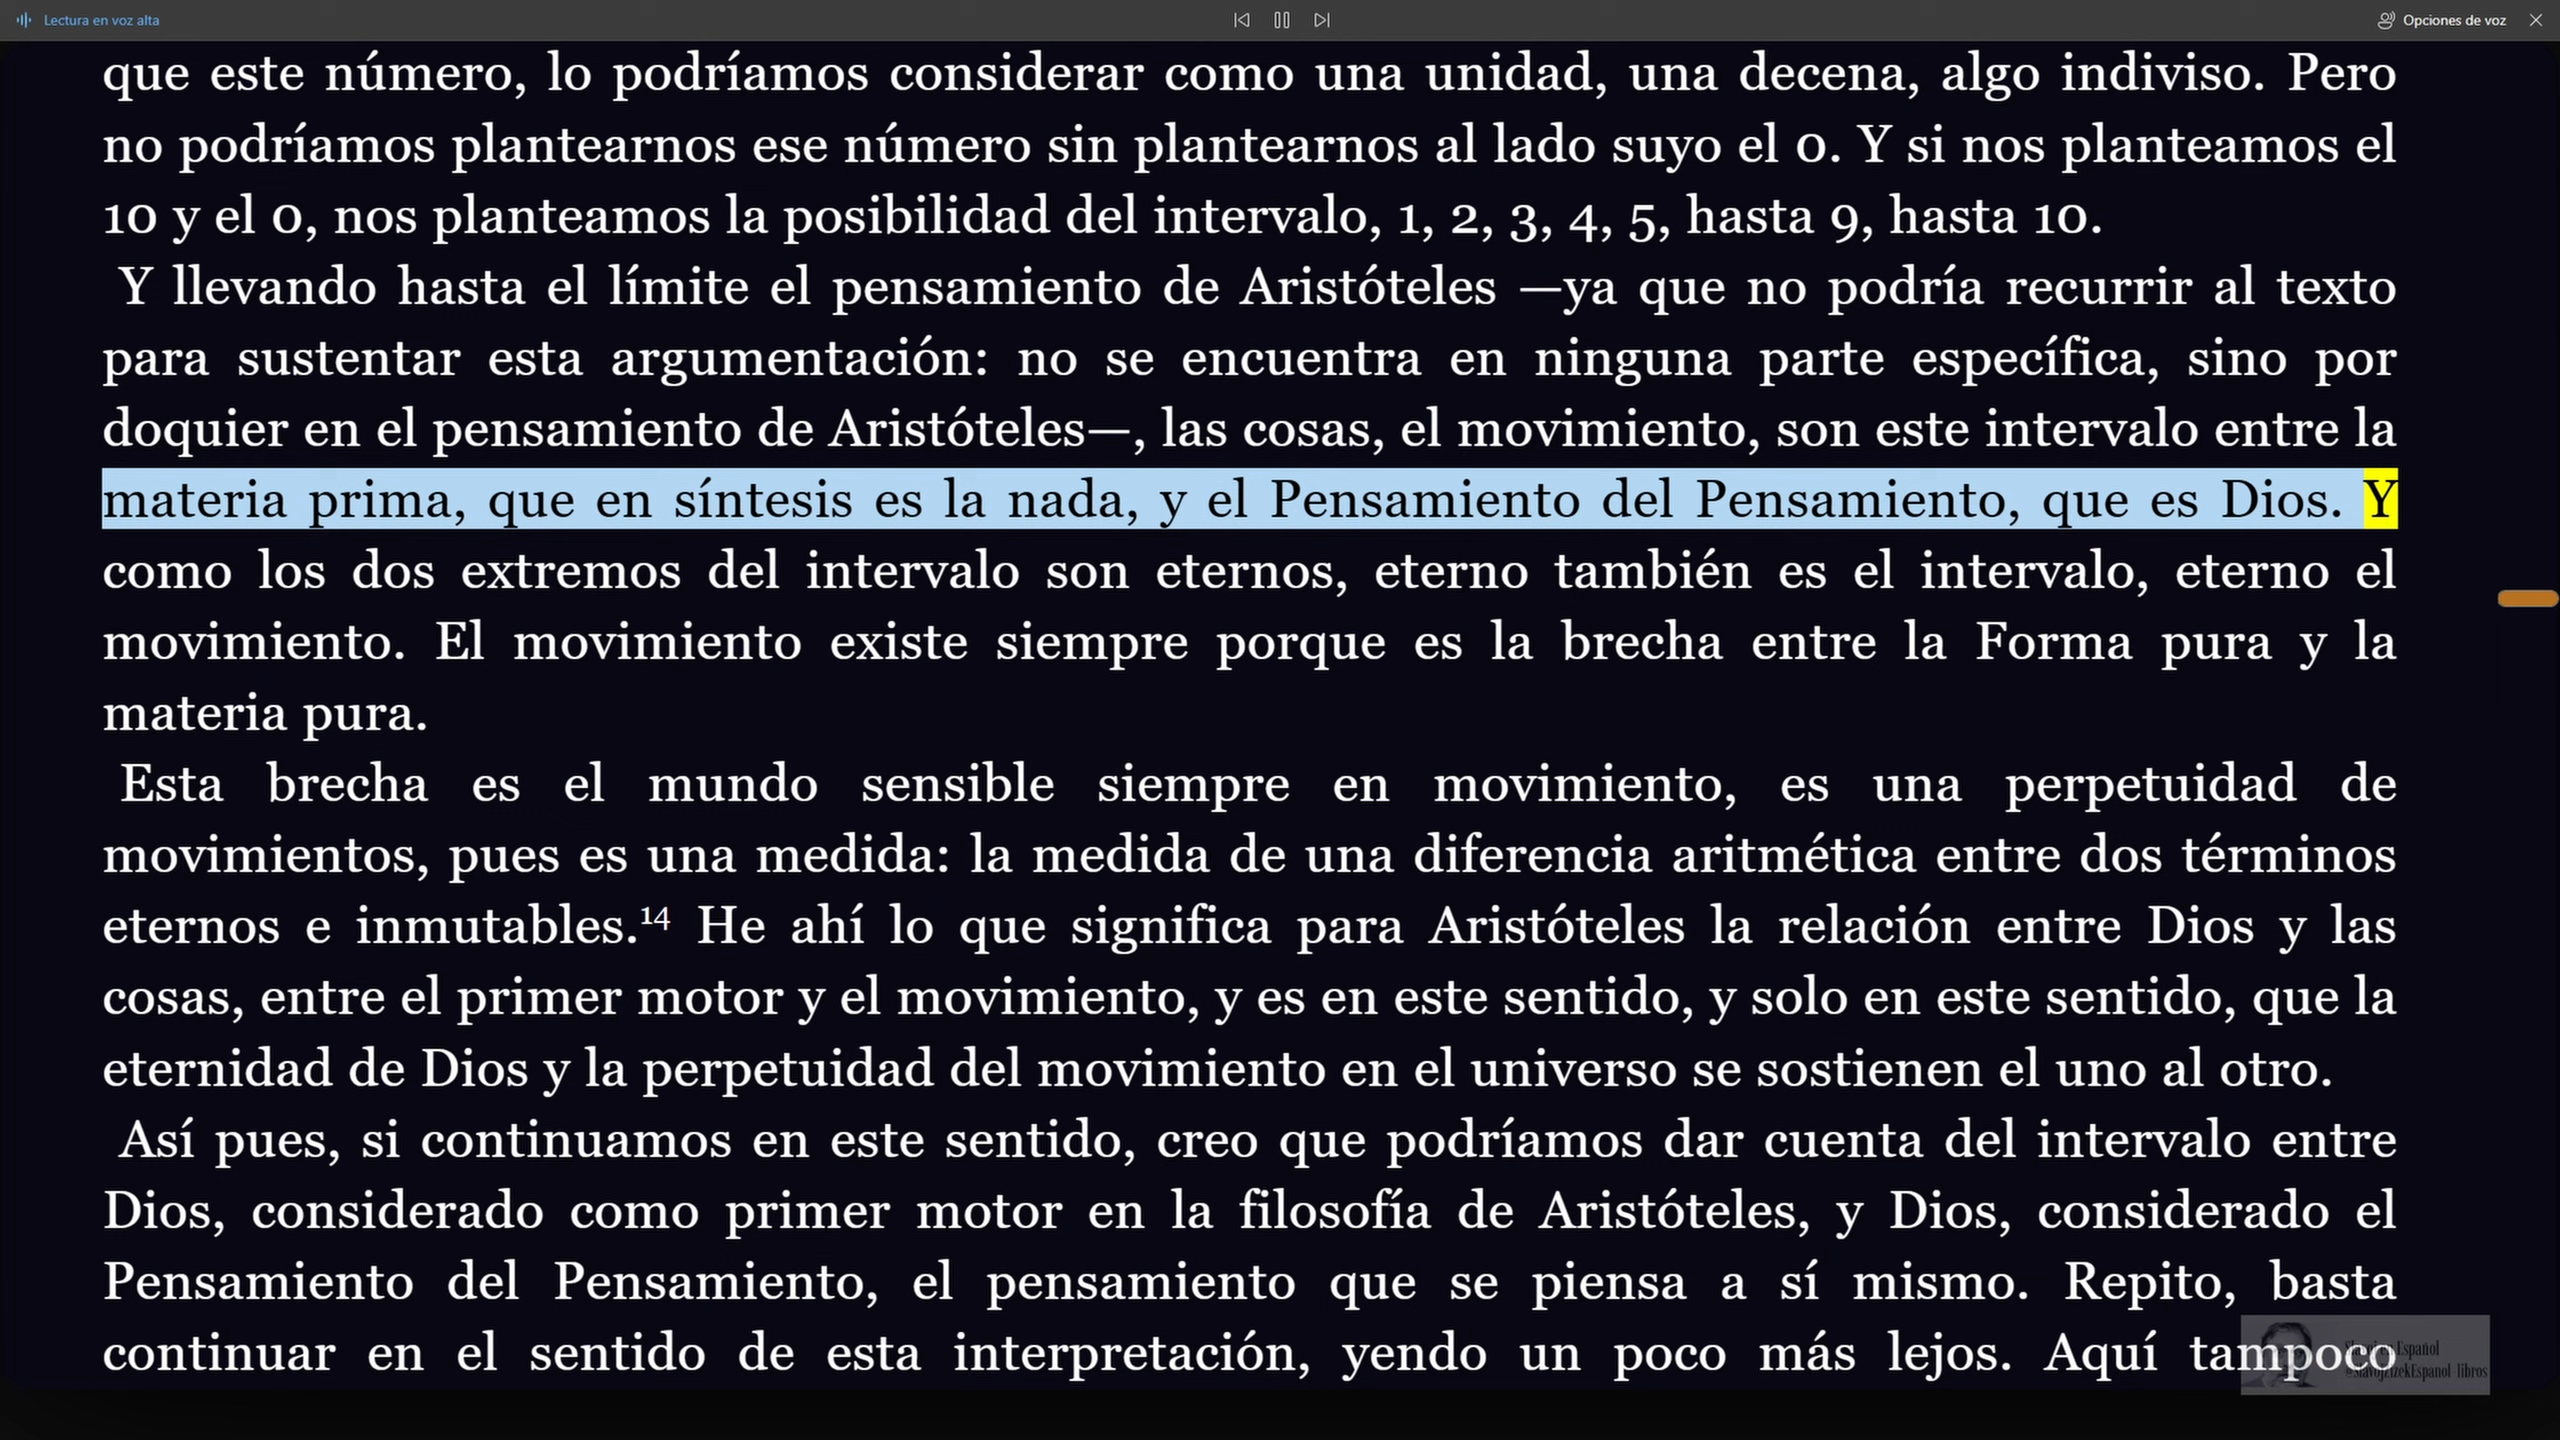 Lectura en voz alta
Opciones de voz
que este número, lo podríamos considerar como una unidad, una decena, algo indiviso. Pero
no podríamos plantearnos ese número sin plantearnos al lado suyo el 0. Y si nos planteamos el
10 y el 0, nos planteamos la posibilidad del intervalo, 1, 2, 3, 4, 5, hasta 9, hasta 10.
Y llevando hasta el límite el pensamiento de Aristóteles —ya que no podría recurrir al texto
para sustentar esta argumentación: no se encuentra en ninguna parte específica, sino por
doquier en el pensamiento de Aristóteles—, las cosas, el movimiento, son este intervalo entre la
materia prima, que en síntesis es la nada, y el Pensamiento del Pensamiento, que es Dios. Y
como los dos extremos del intervalo son eternos, eterno también es el intervalo, eterno el
movimiento. El movimiento existe siempre porque es la brecha entre la Forma pura y la
materia pura.
Esta brecha es el mundo sensible siempre en movimiento, es una perpetuidad de
movimientos, pues es una medida: la medida de una diferencia aritmética entre dos términos
eternos e inmutables.¹⁴ He ahí lo que significa para Aristóteles la relación entre Dios y las
cosas, entre el primer motor y el movimiento, y es en este sentido, y solo en este sentido, que la
eternidad de Dios y la perpetuidad del movimiento en el universo se sostienen el uno al otro.
Así pues, si continuamos en este sentido, creo que podríamos dar cuenta del intervalo entre
Dios, considerado como primer motor en la filosofía de Aristóteles, y Dios, considerado el
Pensamiento del Pensamiento, el pensamiento que se piensa a sí mismo. Repito, basta
continuar en el sentido de esta interpretación, yendo un poco más lejos. Aquí tampoco
Español